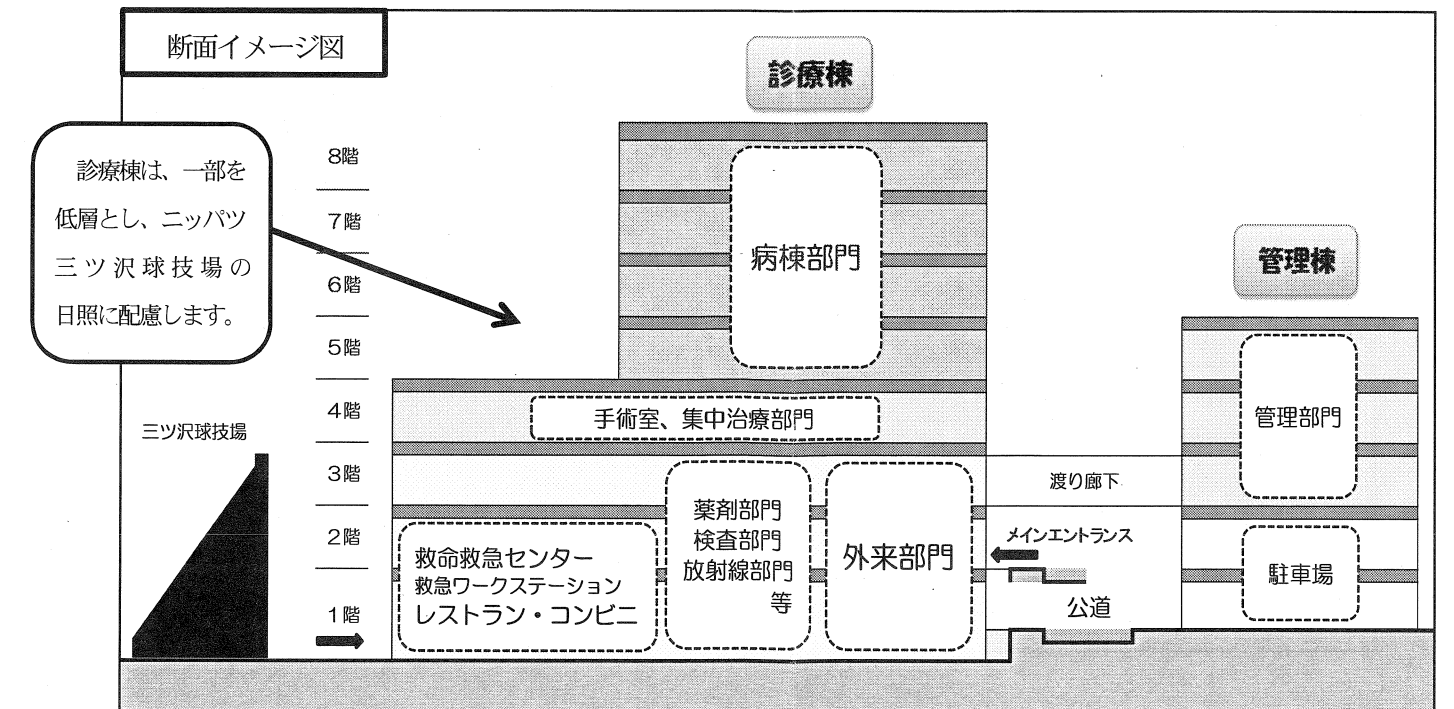 断面イメージ図
診療棟
診療棟は、一部を
低層とし、ニッパツ
三ツ沢球技場の
日照に配慮します。
8階
7階
6階
5階
4階
3階
2階
1階
病棟部門
管理棟
手術室、集中治療部門
管理部門
三ツ沢球技場
渡り廊下
薬剤部門
検査部門
放射線部門
等
外来部門
メインエントランス
救命救急センター
救急ワークステーション
レストラン・コンビニ
公道
駐車場